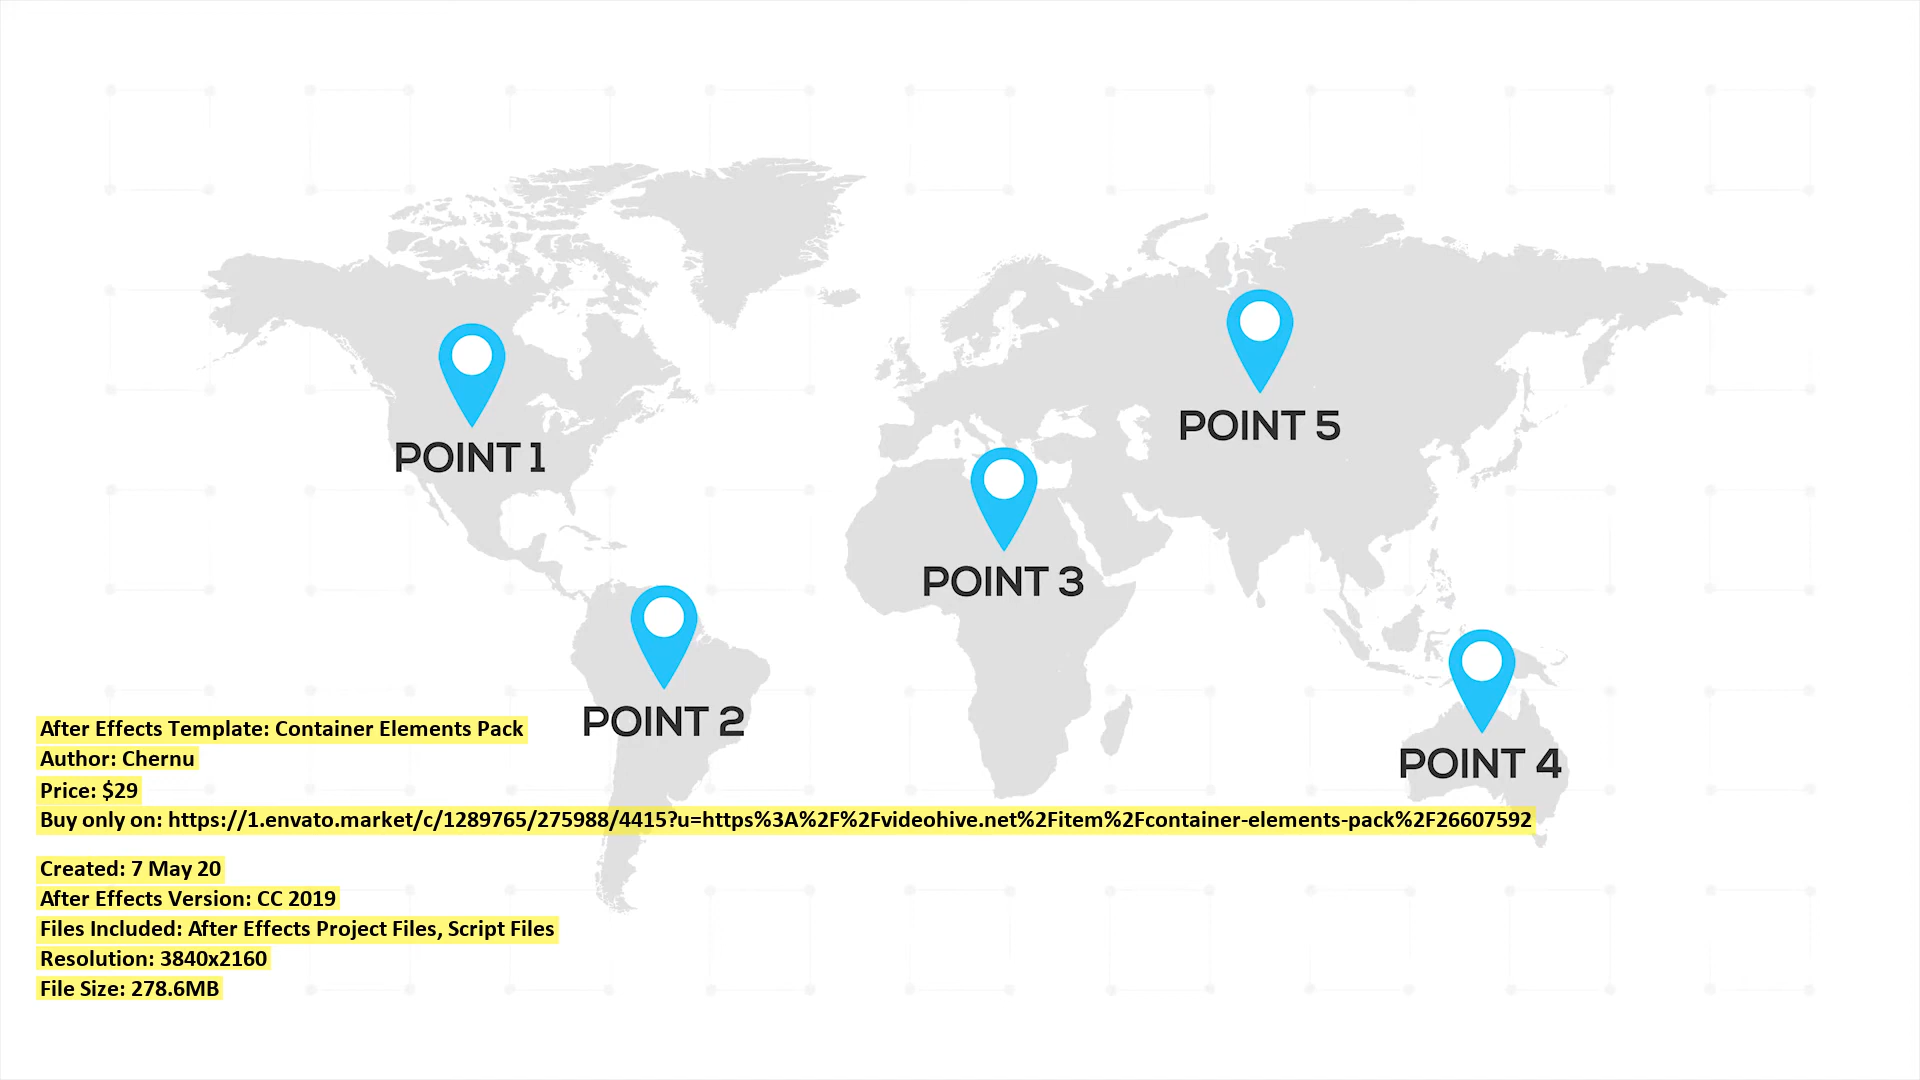 POINT 5
POINT 1
POINT 3
POINT 2
POINT 4
After Effects Template: Container Elements Pack
Author: Chernu
Price: $29
Buy only on: https://1.envato.market/c/1289765/275988/4415?u=https%3A%2F%2Fvideohive.net%2Fitem%2Fcontainer-elements-pack%2F26607592
Created: 7 May 20
After Effects Version: CC 2019
Files Included: After Effects Project Files, Script Files
Resolution: 3840x2160
File Size: 278.6MB